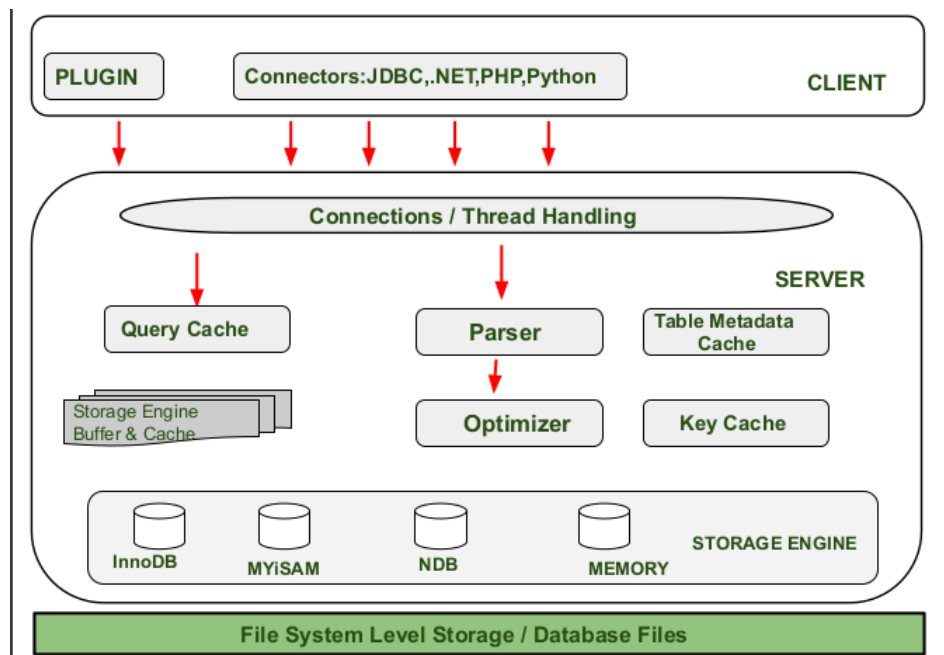 PLUGIN
Connectors:JDBC,.NET,PHP,Python
CLIENT
Connections / Thread Handling
SERVER
Query Cache
Parser
Table Metadata
Cache
Storage Engine
Buffer & Cache
Optimizer
Key Cache
InnoDB
MYiSAM
NDB
MEMORY
STORAGE ENGINE
File System Level Storage / Database Files